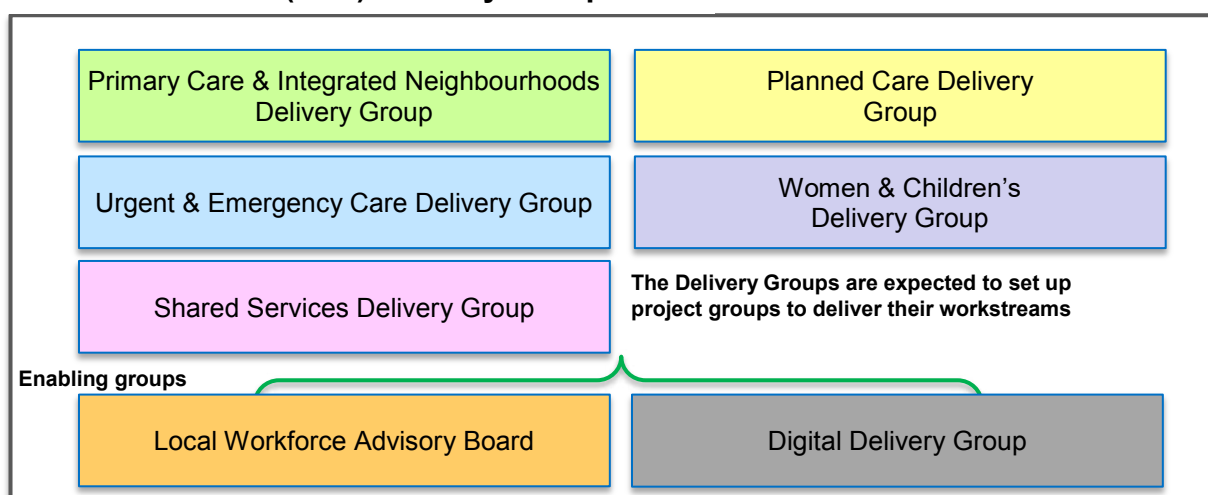 Primary Care & Integrated Neighbourhoods
Delivery Group
Planned Care Delivery
Group
Urgent & Emergency Care Delivery Group
Women & Children’s
Delivery Group
Shared Services Delivery Group
The Delivery Groups are expected to set up
project groups to deliver their workstreams
Enabling groups
Local Workforce Advisory Board
Digital Delivery Group